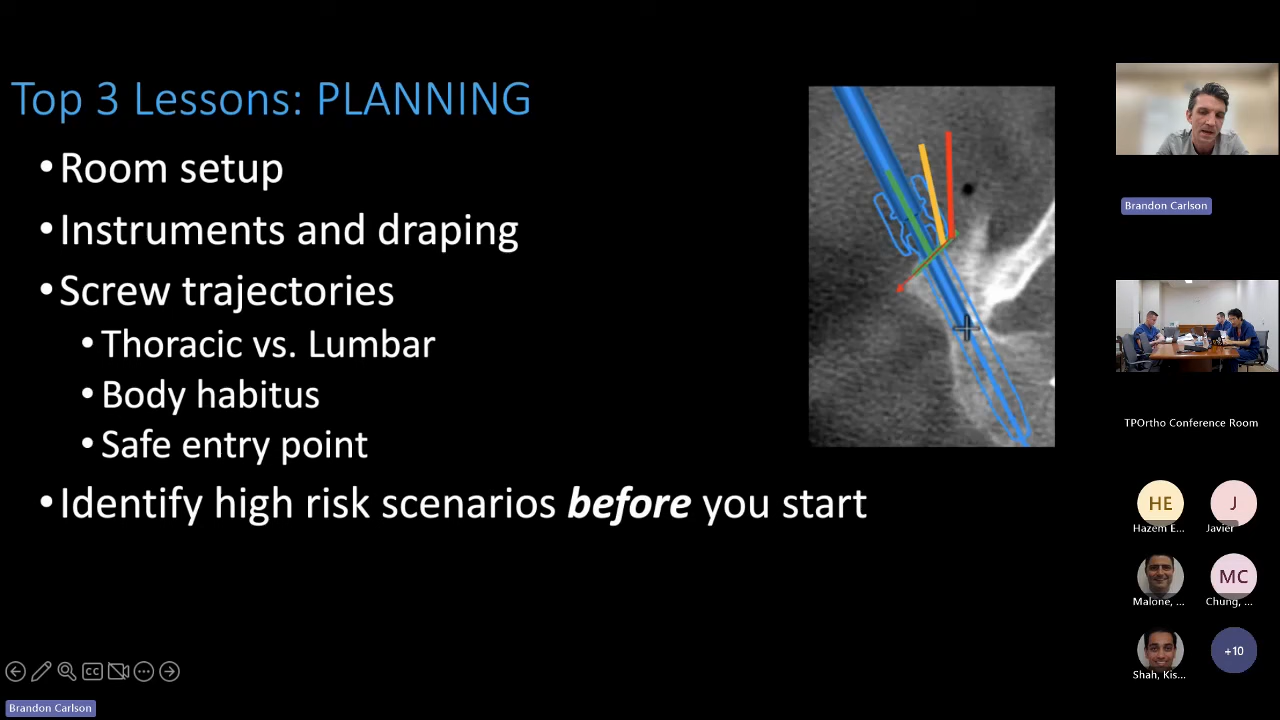 Top 3 Lessons: PLANNING
•Room setup
•Instruments and draping
•Screw trajectories
•Thoracic vs. Lumbar
•Body habitus
•Safe entry point
•Identify high risk scenarios before you start
Brandon Carlson
TPOrtho Conference Room
HE
J
Hazem E...
Javier
MC
Malone, ...
Chung, ...
+10
Shah, Kis...
CC
Brandon Carlson